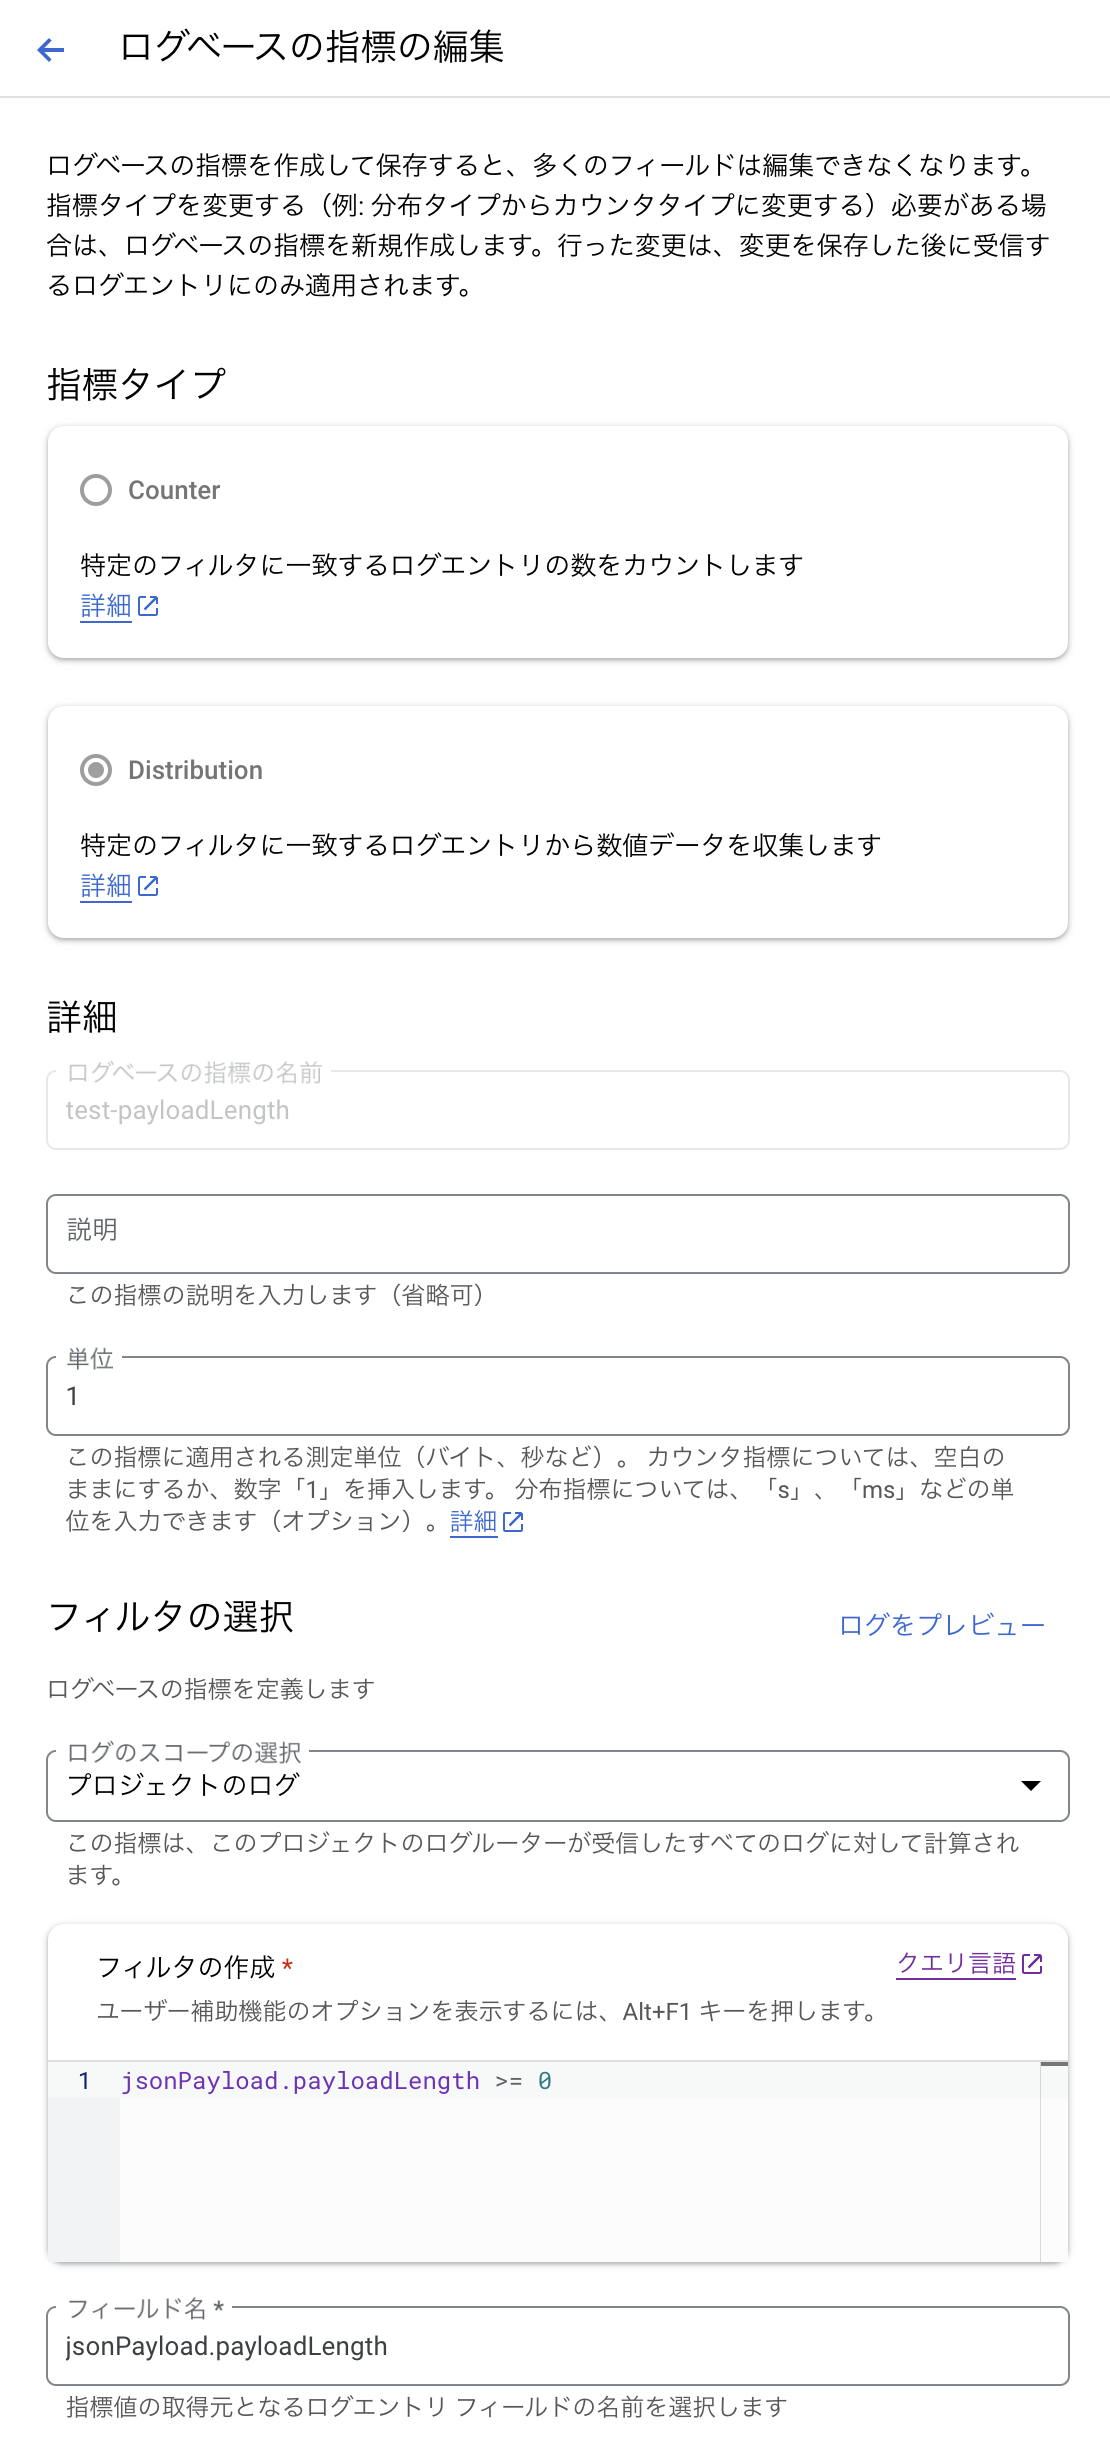 ログベースの指標の編集
ログベースの指標を作成して保存すると、多くのフィールドは編集できなくなります。
指標タイプを変更する（例: 分布タイプからカウンタタイプに変更する）必要がある場
合は、ログベースの指標を新規作成します。行った変更は、変更を保存した後に受信す
るログエントリにのみ適用されます。
指標タイプ
Counter
特定のフィルタに一致するログエントリの数をカウントします
詳細
Distribution
特定のフィルタに一致するログエントリから数値データを収集します
詳細
詳細
ログベースの指標の名前
test-payloadLength
説明
この指標の説明を入力します（省略可）
単位
1
この指標に適用される測定単位（バイト、秒など）。 カウンタ指標については、空白の
ままにするか、数字「1」を挿入します。 分布指標については、「s」、「ms」などの単
位を入力できます（オプション）。詳細
フィルタの選択
ログをプレビュー
ログベースの指標を定義します
ログのスコープの選択
プロジェクトのログ
この指標は、このプロジェクトのログルーターが受信したすべてのログに対して計算され
ます。
フィルタの作成 *
クエリ言語
ユーザー補助機能のオプションを表示するには、Alt+F1 キーを押します。
1 jsonPayload.payloadLength >= 0
フィールド名 *
jsonPayload.payloadLength
指標値の取得元となるログエントリ フィールドの名前を選択します